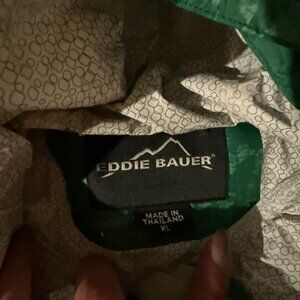 EDDIE BAUER®
MADE IN
THAILAND
XL